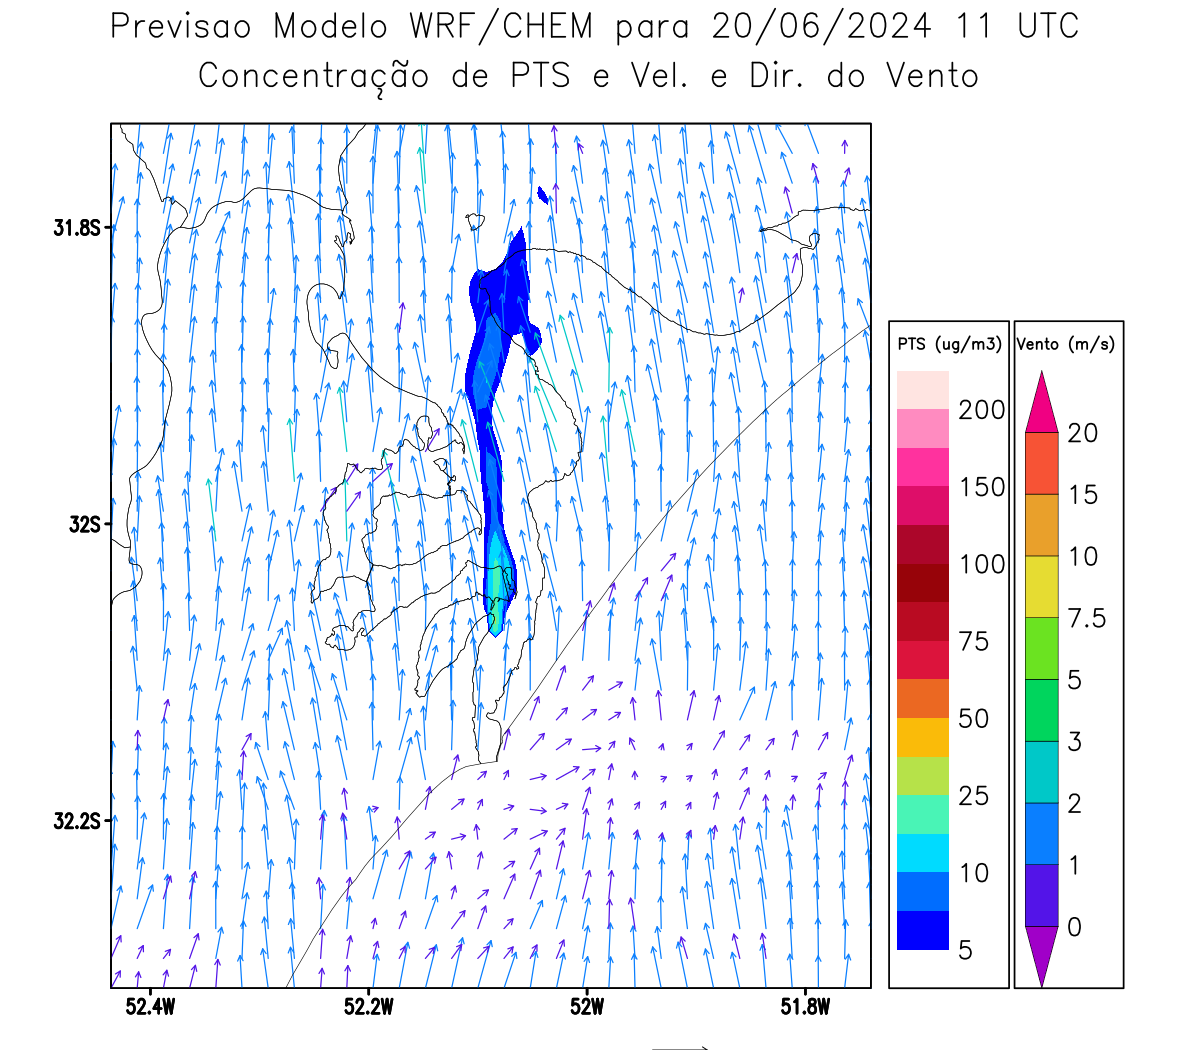 Previsao Modelo WRF/CHEM para 20/06/2024 11 UTC
Concentração de PTS e Vel. e Dir. do Vento
31.8S
32S
32.2S
52.4W
52.2W
52W
51.8W
PTS (ug/m3)
200
150
100
75
50
25
10
5
Vento (m/s)
20
15
10
7.5
5
3
2
1
0